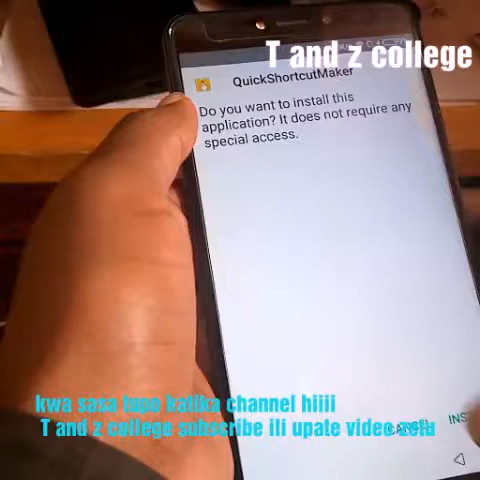 T and z college
QuickShortcutMaker
Do you want to install this
application? It does not require any
special access.
kwa sasa tupo katika channel hiiii
T and z college subscribe ili upate video zetu
CANCEL